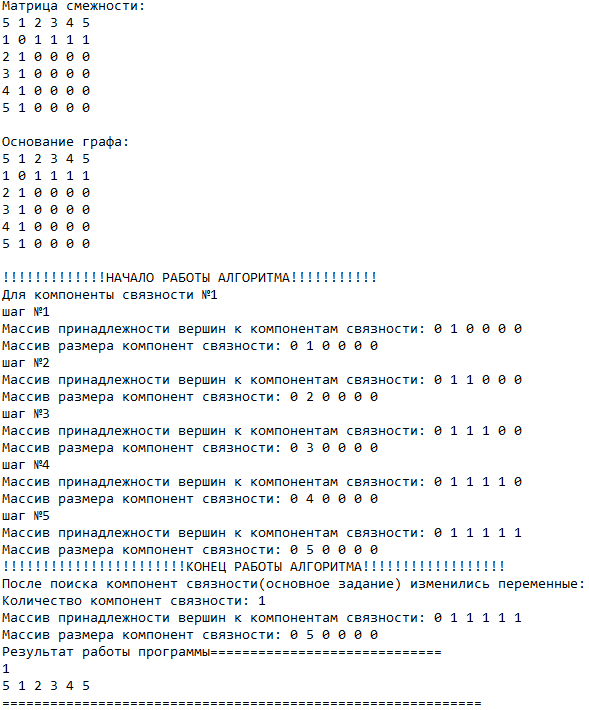 Матрица смежности:
5 1 2 3 4 5
1 0 1 1 1 1
2 1 0 0 0 0
3 1 0 0 0 0
4 1 0 0 0 0
5 1 0 0 0 0
Основание графа:
5 1 2 3 4 5
1 0 1 1 1 1
2 1 0 0 0 0
3 1 0 0 0 0
4 1 0 0 0 0
5 1 0 0 0 0
!!!!!!!!!!!!!НАЧАЛО РАБОТЫ АЛГОРИТМА!!!!!!!!!!!
Для компоненты связности №1
шаг №1
Массив принадлежности вершин к компонентам связности: 0 1 0 0 0 0
Массив размера компонент связности: 0 1 0 0 0 0
шаг №2
Массив принадлежности вершин к компонентам связности: 0 1 1 0 0 0
Массив размера компонент связности: 0 2 0 0 0 0
шаг №3
Массив принадлежности вершин к компонентам связности: 0 1 1 1 0 0
Массив размера компонент связности: 0 3 0 0 0 0
шаг №4
Массив принадлежности вершин к компонентам связности: 0 1 1 1 1 0
Массив размера компонент связности: 0 4 0 0 0 0
шаг №5
Массив принадлежности вершин к компонентам связности: 0 1 1 1 1 1
Массив размера компонент связности: 0 5 0 0 0 0
!!!!!!!!!!!!!!!!!!!!!!!КОНЕЦ РАБОТЫ АЛГОРИТМА!!!!!!!!!!!!!!!!!!
После поиска компонент связности(основное задание) изменились переменные:
Количество компонент связности: 1
Массив принадлежности вершин к компонентам связности: 0 1 1 1 1 1
Массив размера компонент связности: 0 5 0 0 0 0
Результат работы программы=============================
1
5 1 2 3 4 5
============================================================